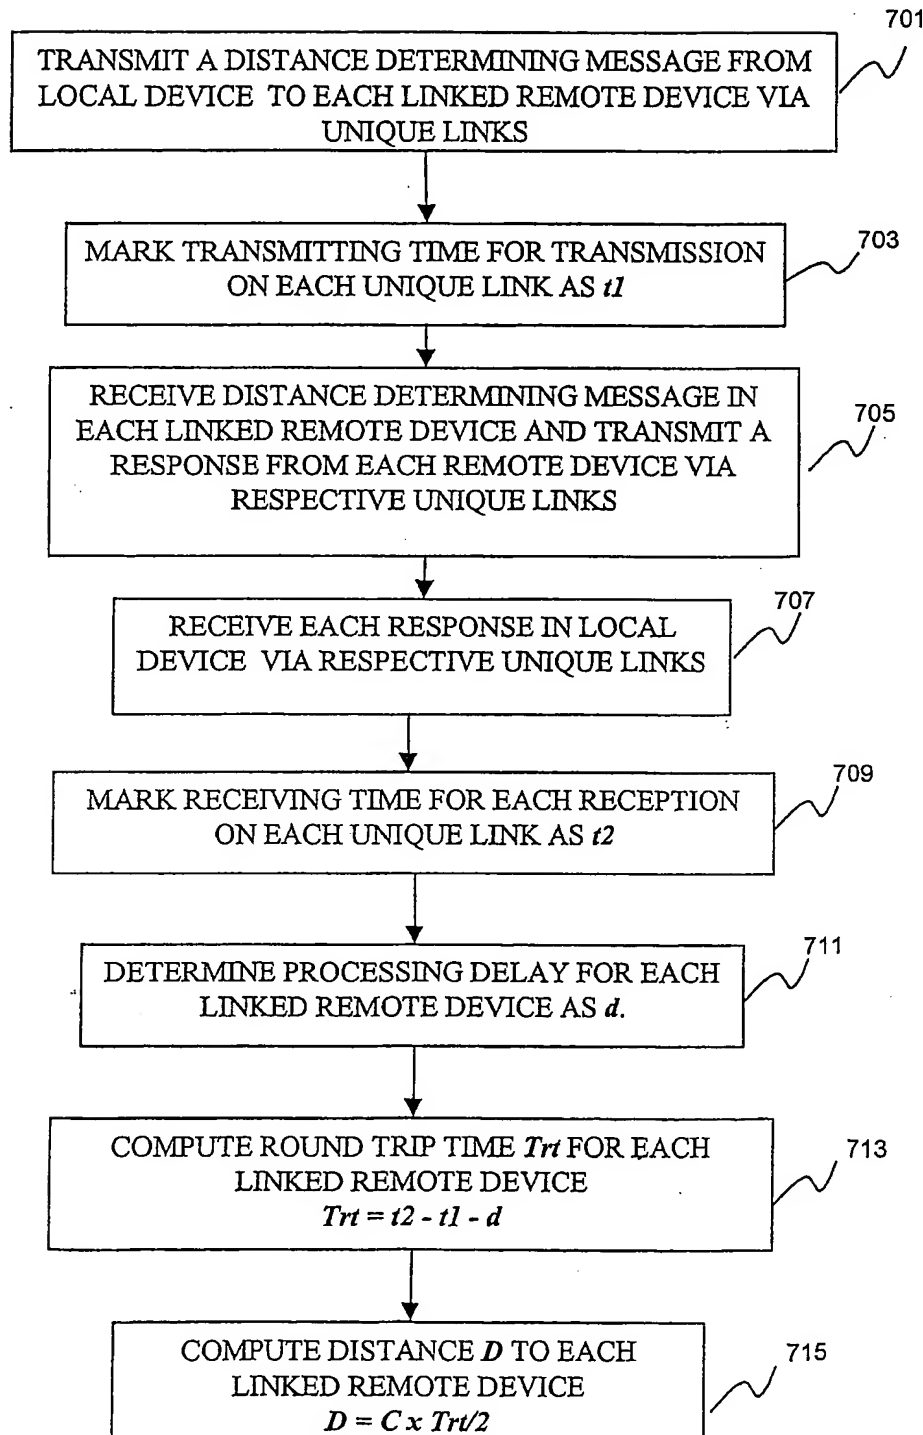 701
TRANSMIT A DISTANCE DETERMINING MESSAGE FROM
LOCAL DEVICE TO EACH LINKED REMOTE DEVICE VIA
UNIQUE LINKS
703
MARK TRANSMITTING TIME FOR TRANSMISSION
ON EACH UNIQUE LINK AS t1
705
RECEIVE DISTANCE DETERMINING MESSAGE IN
EACH LINKED REMOTE DEVICE AND TRANSMIT A
RESPONSE FROM EACH REMOTE DEVICE VIA
RESPECTIVE UNIQUE LINKS
707
RECEIVE EACH RESPONSE IN LOCAL
DEVICE VIA RESPECTIVE UNIQUE LINKS
709
MARK RECEIVING TIME FOR EACH RECEPTION
ON EACH UNIQUE LINK AS t2
711
DETERMINE PROCESSING DELAY FOR EACH
LINKED REMOTE DEVICE AS d.
713
COMPUTE ROUND TRIP TIME Trt FOR EACH
LINKED REMOTE DEVICE
Trt = t2 - t1 - d
715
COMPUTE DISTANCE D TO EACH
LINKED REMOTE DEVICE
D = C x Trt/2